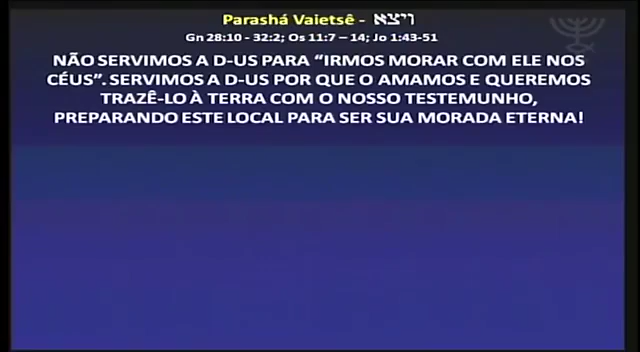 Parashá Vaietsê - ויצא
Gn 28:10 - 32:2; Os 11:7 – 14; Jo 1:43-51
NÃO SERVIMOS A D-US PARA “IRMOS MORAR COM ELE NOS
CÉUS”. SERVIMOS A D-US POR QUE O AMAMOS E QUEREMOS
TRAZÊ-LO À TERRA COM O NOSSO TESTEMUNHO,
PREPARANDO ESTE LOCAL PARA SER SUA MORADA ETERNA!